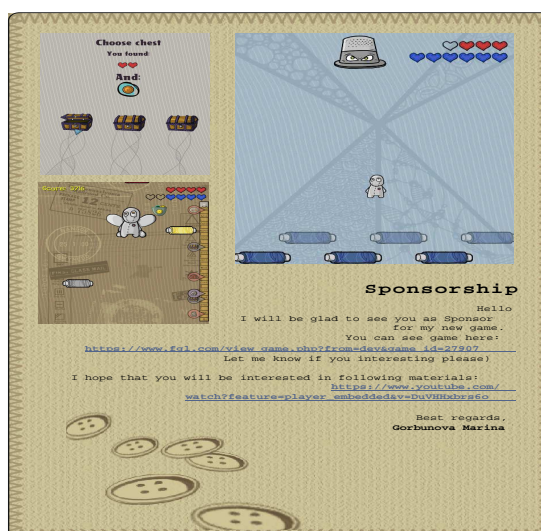 Choose chest
You found:
And:
Score: 3716
12
Sponsorship
Hello
I will be glad to see you as Sponsor
for my new game.
You can see game here:
https://www.fgl.com/view_game.php?from=dev&game_id=27907
Let me know if you interesting please)
I hope that you will be interested in following materials:
https://www.youtube.com/
watch?feature=player_embedded&v=DuVHHxbrs6o
Best regards,
Gorbunova Marina